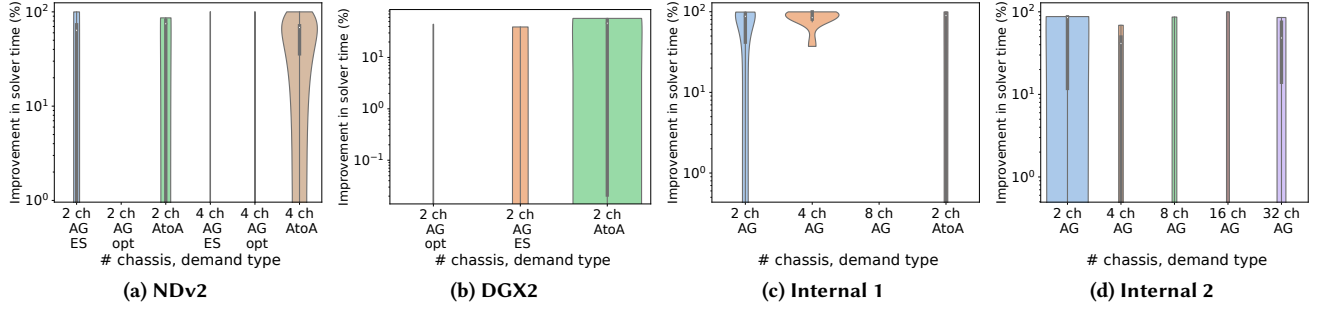 Improvement in solver time (%)
10²
10¹
10⁰
2 ch
AG
ES
2 ch
AG
opt
2 ch
AtoA
4 ch
AG
ES
4 ch
AG
opt
4 ch
AtoA
# chassis, demand type
(a) NDv2
Improvement in solver time (%)
10¹
10⁰
10⁻¹
2 ch
AG
opt
2 ch
AG
ES
2 ch
AtoA
# chassis, demand type
(b) DGX2
Improvement in solver time (%)
10²
10¹
10⁰
2 ch
AG
4 ch
AG
8 ch
AG
2 ch
AtoA
# chassis, demand type
(c) Internal 1
Improvement in solver time (%)
10²
10¹
10⁰
2 ch
AG
4 ch
AG
8 ch
AG
16 ch
AG
32 ch
AG
# chassis, demand type
(d) Internal 2